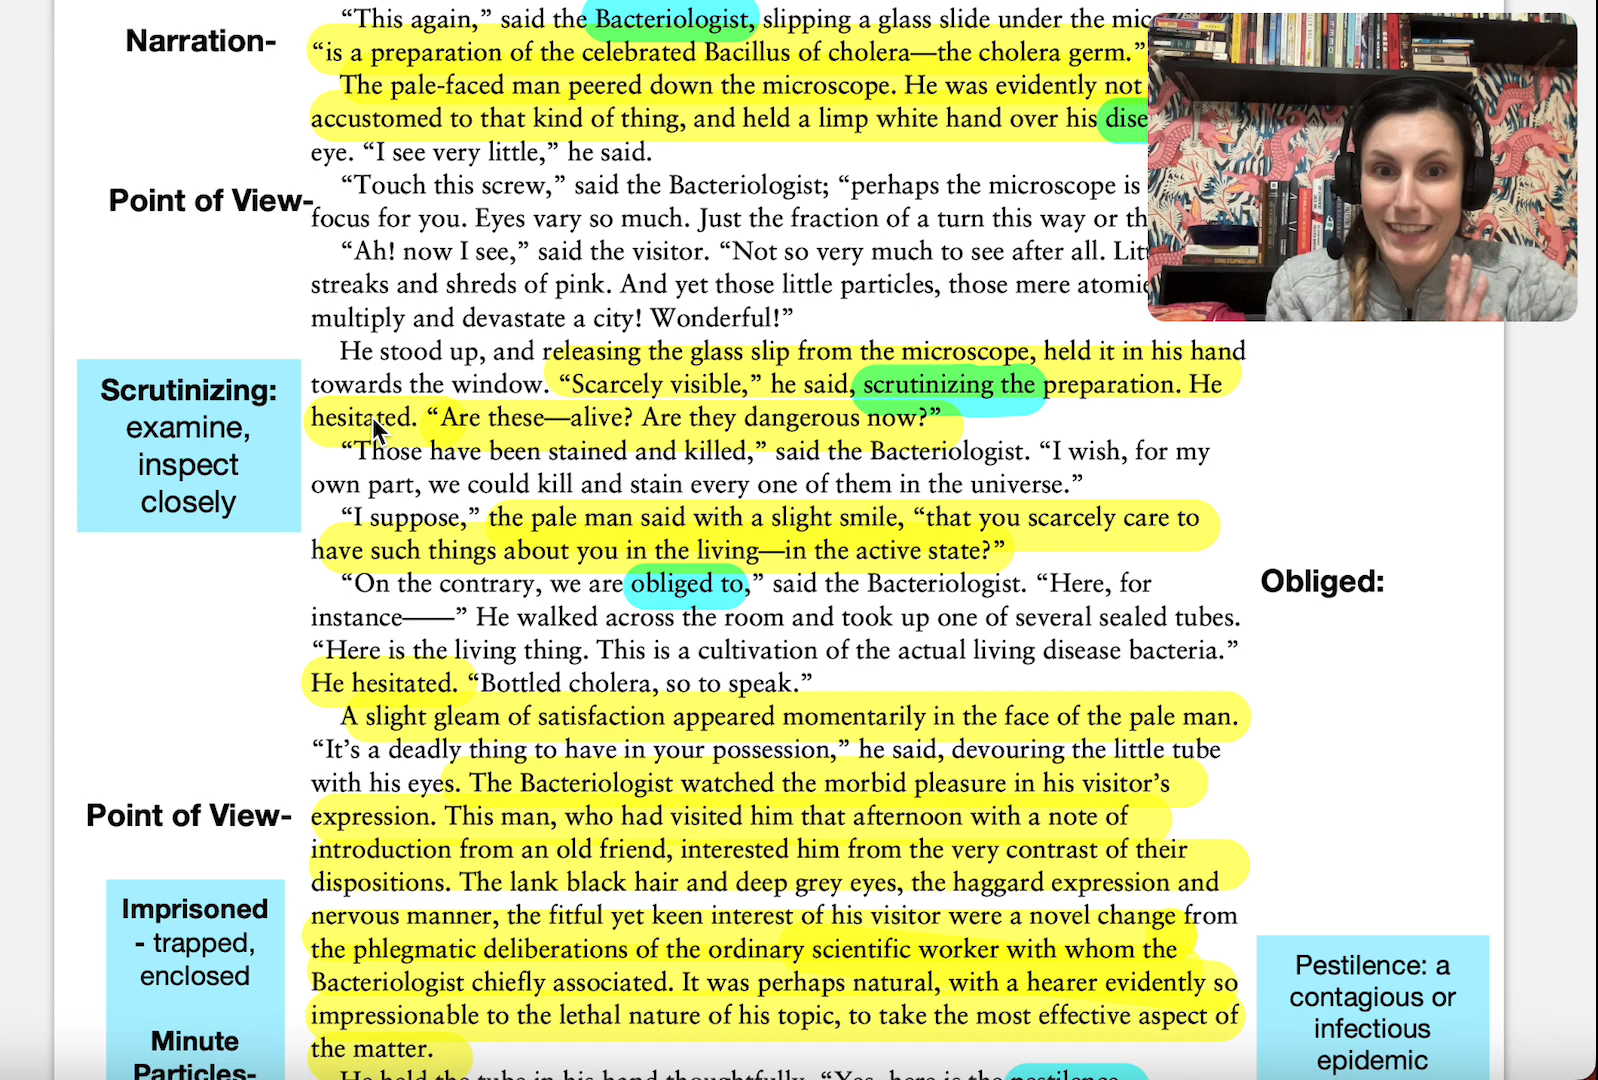 Narration-
Point of View-
Scrutinizing:
examine,
inspect
closely
Point of View-
Imprisoned
- trapped,
enclosed
Minute
Particles-
“This again,” said the Bacteriologist, slipping a glass slide under the mic
“is a preparation of the celebrated Bacillus of cholera—the cholera germ.”
The pale-faced man peered down the microscope. He was evidently not
accustomed to that kind of thing, and held a limp white hand over his dise
eye. “I see very little,” he said.
“Touch this screw,” said the Bacteriologist; “perhaps the microscope is
focus for you. Eyes vary so much. Just the fraction of a turn this way or th
“Ah! now I see,” said the visitor. “Not so very much to see after all. Lit
streaks and shreds of pink. And yet those little particles, those mere atomi
multiply and devastate a city! Wonderful!”
He stood up, and releasing the glass slip from the microscope, held it in his hand
towards the window. “Scarcely visible,” he said, scrutinizing the preparation. He
hesitated. “Are these—alive? Are they dangerous now?”
“Those have been stained and killed,” said the Bacteriologist. “I wish, for my
own part, we could kill and stain every one of them in the universe.”
“I suppose,” the pale man said with a slight smile, “that you scarcely care to
have such things about you in the living—in the active state?”
“On the contrary, we are obliged to,” said the Bacteriologist. “Here, for
instance——” He walked across the room and took up one of several sealed tubes.
“Here is the living thing. This is a cultivation of the actual living disease bacteria.”
He hesitated. “Bottled cholera, so to speak.”
A slight gleam of satisfaction appeared momentarily in the face of the pale man.
“It’s a deadly thing to have in your possession,” he said, devouring the little tube
with his eyes. The Bacteriologist watched the morbid pleasure in his visitor’s
expression. This man, who had visited him that afternoon with a note of
introduction from an old friend, interested him from the very contrast of their
dispositions. The lank black hair and deep grey eyes, the haggard expression and
nervous manner, the fitful yet keen interest of his visitor were a novel change from
the phlegmatic deliberations of the ordinary scientific worker with whom the
Bacteriologist chiefly associated. It was perhaps natural, with a hearer evidently so
impressionable to the lethal nature of his topic, to take the most effective aspect of
the matter.
He held the tube in his hand thoughtfully. “Yes, here is the pestilence
Obliged:
Pestilence: a
contagious or
infectious
epidemic